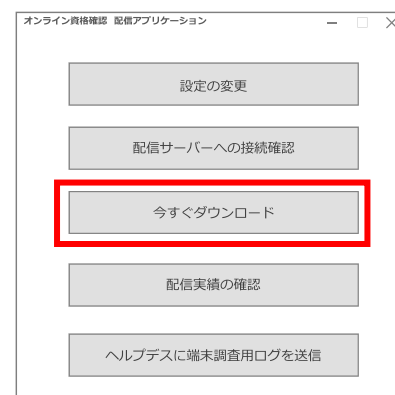 オンライン資格確認 配信アプリケーション
設定の変更
配信サーバーへの接続確認
今すぐダウンロード
配信実績の確認
ヘルプデスに端末調査用ログを送信